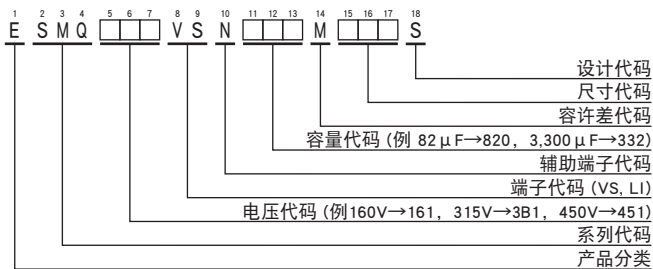 1 2 3 4 5 6 7 8 9 10 11 12 13 14 15 16 17 18
E SMQ □□□ VS N □□□ M □□□ S
设计代码
尺寸代码
容许差代码
容量代码 (例 82μF→820，3,300μF→332)
辅助端子代码
端子代码 (VS, LI)
电压代码 (例160V→161，315V→3B1，450V→451)
系列代码
产品分类